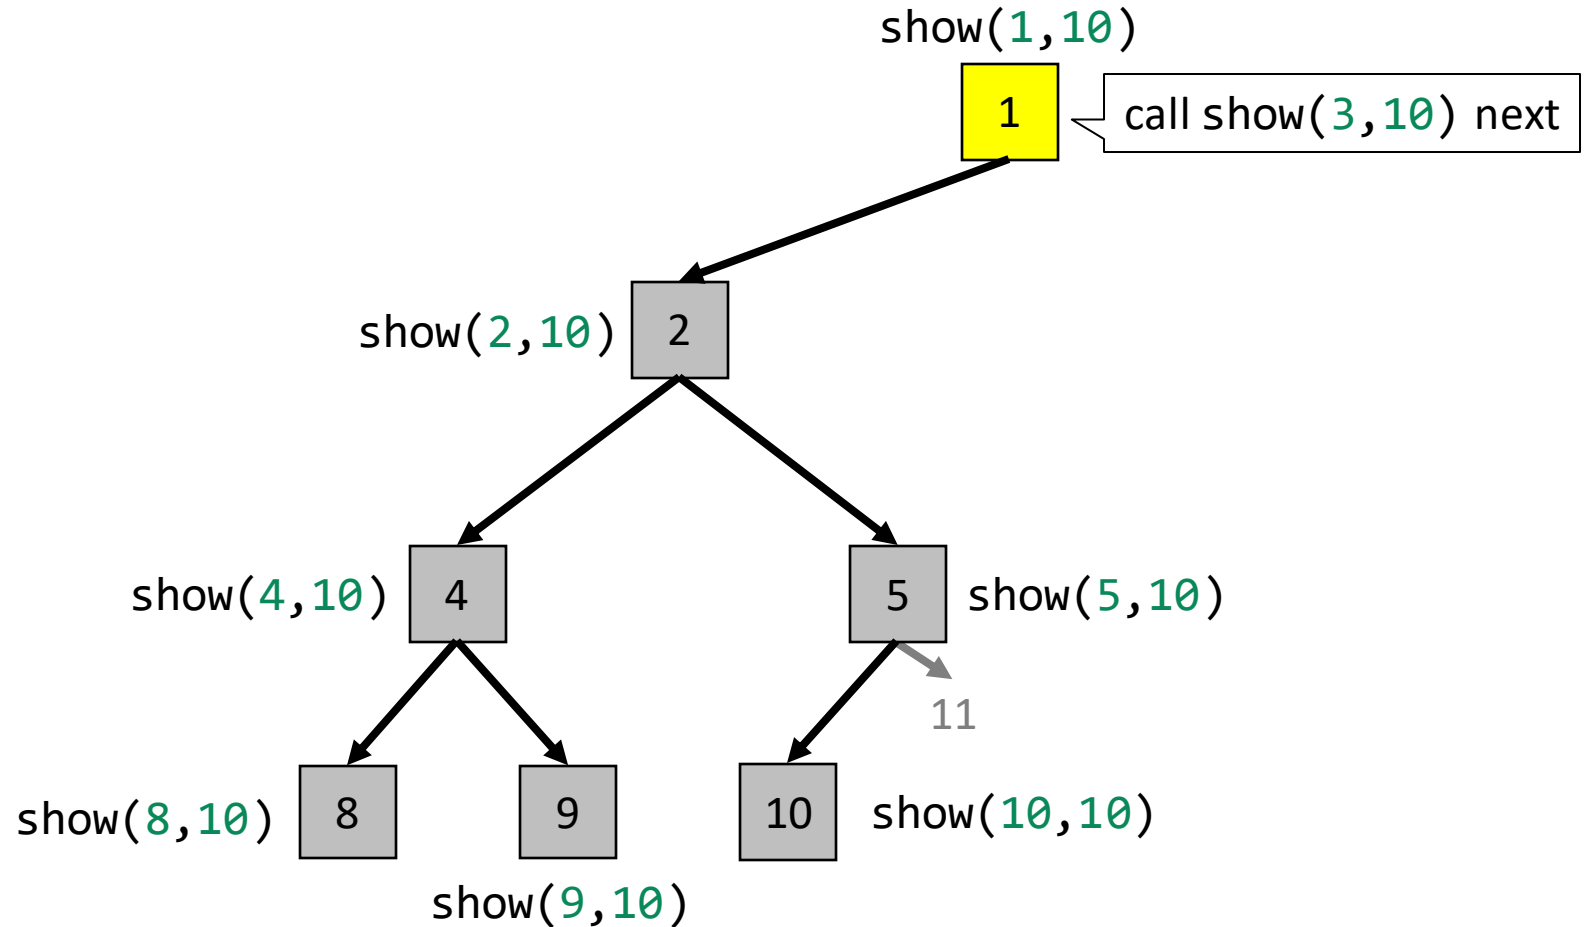 show(1,10)
1
call show(3,10) next
show(2,10)
2
show(4,10)
4
5
show(5,10)
11
show(8,10)
8
9
10
show(10,10)
show(9,10)